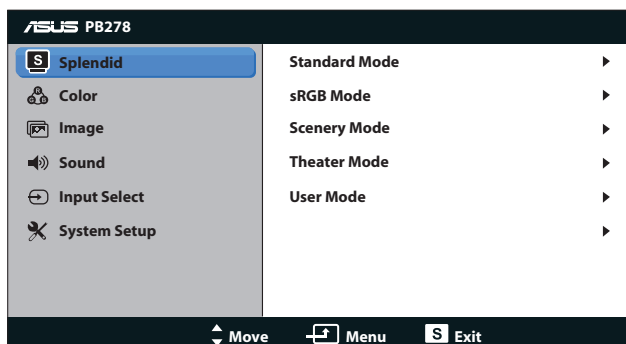 ASUS PB278
S Splendid
Color
Image
Sound
Input Select
System Setup
Standard Mode
sRGB Mode
Scenery Mode
Theater Mode
User Mode
Move Menu S Exit